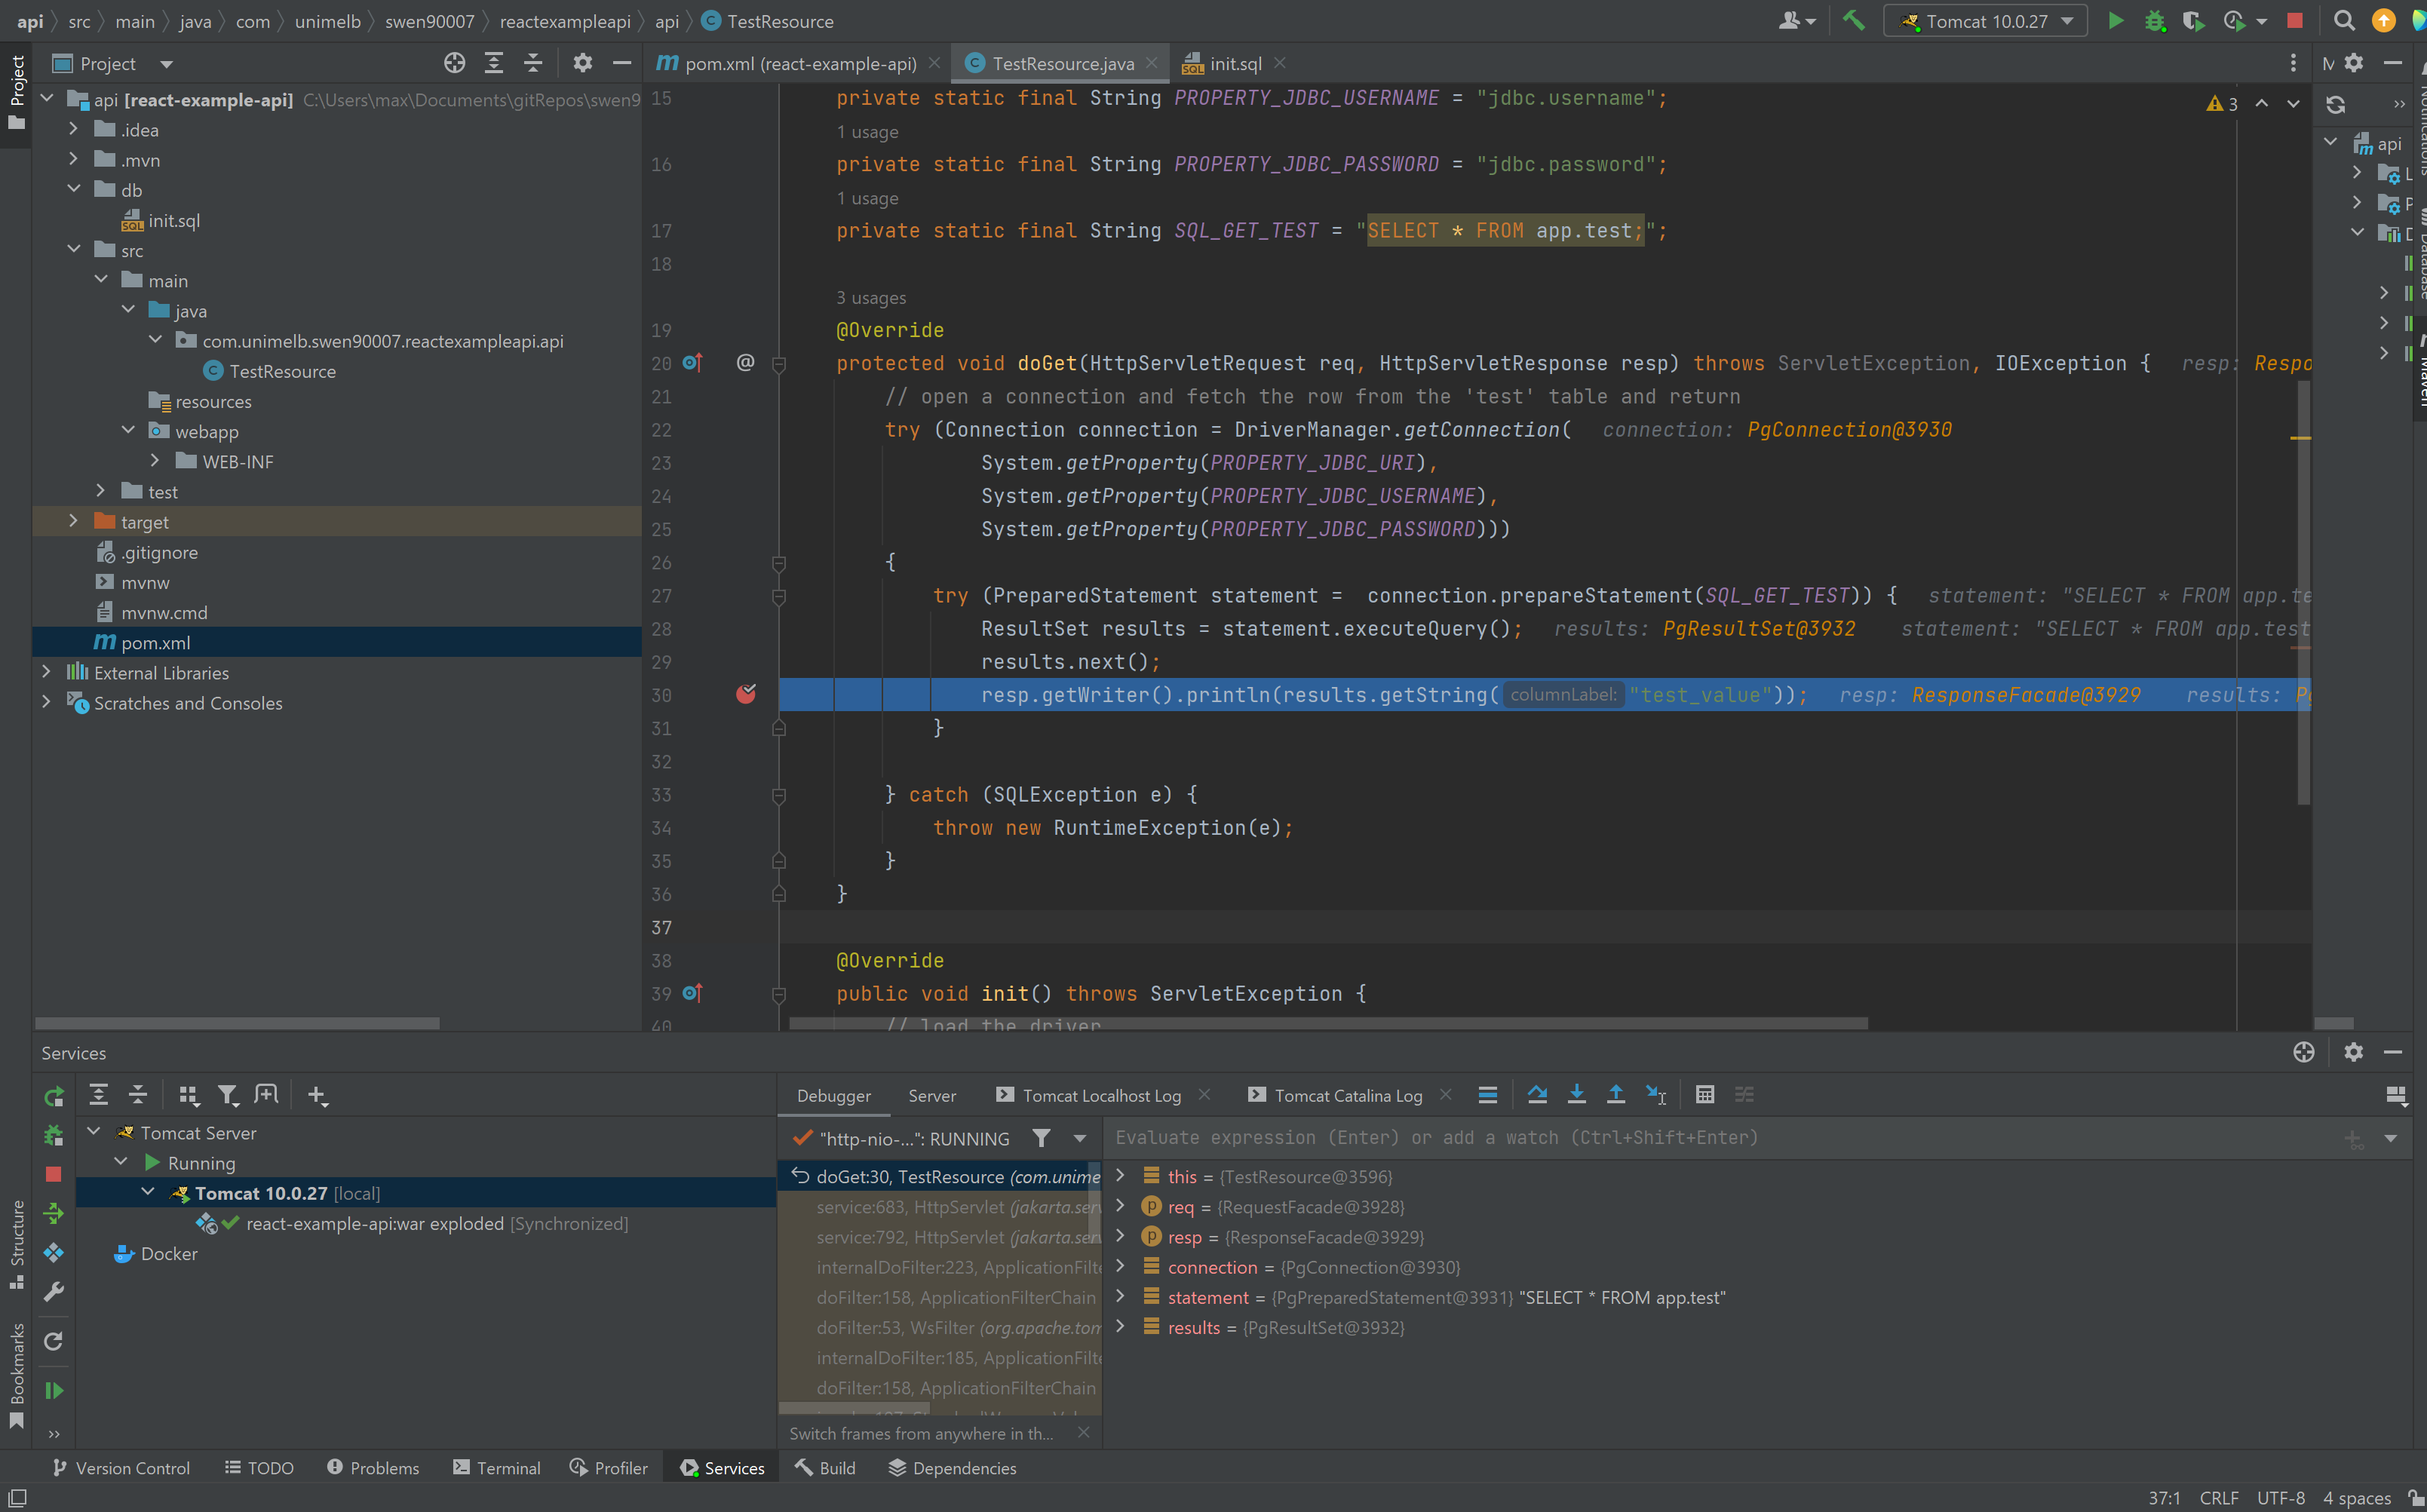 api src main java com unimelb swen90007 reactexampleapi api TestResource
Tomcat 10.0.27
Project
Project
api [react-example-api] C:\Users\max\Documents\gitRepos\swen9
.idea
.mvn
db
init.sql
src
main
java
com.unimelb.swen90007.reactexampleapi.api
TestResource
resources
webapp
WEB-INF
test
target
.gitignore
mvnw
mvnw.cmd
pom.xml
External Libraries
Scratches and Consoles
pom.xml (react-example-api) TestResource.java init.sql
3
15 private static final String PROPERTY_JDBC_USERNAME = "jdbc.username";
1 usage
16 private static final String PROPERTY_JDBC_PASSWORD = "jdbc.password";
1 usage
17 private static final String SQL_GET_TEST = "SELECT * FROM app.test;";
18
3 usages
19 @Override
20 @ protected void doGet(HttpServletRequest req, HttpServletResponse resp) throws ServletException, IOException { resp: Respo
21 // open a connection and fetch the row from the 'test' table and return
22 try (Connection connection = DriverManager.getConnection( connection: PgConnection@3930
23 System.getProperty(PROPERTY_JDBC_URI),
24 System.getProperty(PROPERTY_JDBC_USERNAME),
25 System.getProperty(PROPERTY_JDBC_PASSWORD)))
26 {
27 try (PreparedStatement statement = connection.prepareStatement(SQL_GET_TEST)) { statement: "SELECT * FROM app.te
28 ResultSet results = statement.executeQuery(); results: PgResultSet@3932 statement: "SELECT * FROM app.test
29 results.next();
30 resp.getWriter().println(results.getString( columnLabel: "test_value")); resp: ResponseFacade@3929 results: Pg
31 }
32
33 } catch (SQLException e) {
34 throw new RuntimeException(e);
35 }
36 }
37
38 @Override
39 public void init() throws ServletException {
40 // load the driver
M
api
Notifications
Database
Maven
Services
Tomcat Server
Running
Tomcat 10.0.27 [local]
react-example-api:war exploded [Synchronized]
Docker
Debugger Server Tomcat Localhost Log Tomcat Catalina Log
"http-nio-...": RUNNING
Evaluate expression (Enter) or add a watch (Ctrl+Shift+Enter)
doGet:30, TestResource (com.unime
service:683, HttpServlet (jakarta.serv
service:792, HttpServlet (jakarta.serv
internalDoFilter:223, ApplicationFilte
doFilter:158, ApplicationFilterChain
doFilter:53, WsFilter (org.apache.tom
internalDoFilter:185, ApplicationFilte
doFilter:158, ApplicationFilterChain
Switch frames from anywhere in th...
this = {TestResource@3596}
req = {RequestFacade@3928}
resp = {ResponseFacade@3929}
connection = {PgConnection@3930}
statement = {PgPreparedStatement@3931} "SELECT * FROM app.test"
results = {PgResultSet@3932}
Structure
Bookmarks
Version Control TODO Problems Terminal Profiler Services Build Dependencies
37:1 CRLF UTF-8 4 spaces